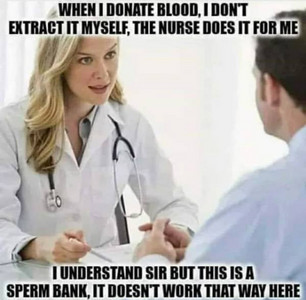 WHEN I DONATE BLOOD, I DON'T
EXTRACT IT MYSELF, THE NURSE DOES IT FOR ME
I UNDERSTAND SIR BUT THIS IS A
SPERM BANK, IT DOESN'T WORK THAT WAY HERE